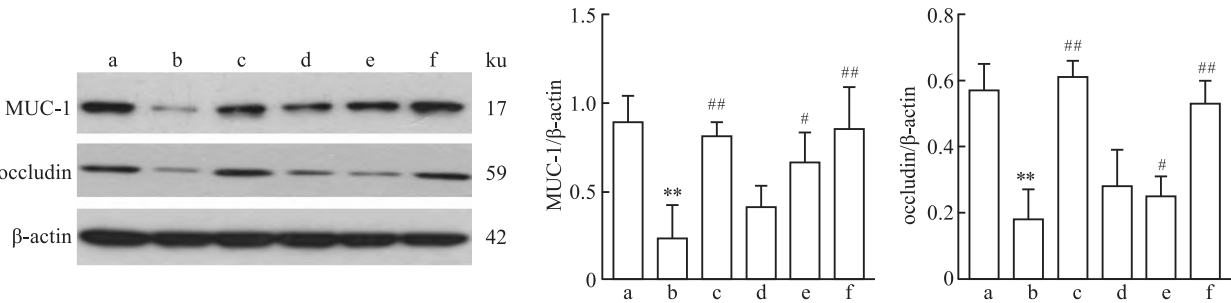 a b c d e f ku
MUC-1 17
occludin 59
β-actin 42
MUC-1/β-actin
1.5
1.0
0.5
0
**
##
#
##
a b c d e f
occludin/β-actin
0.8
0.6
0.4
0.2
0
**
##
#
##
a b c d e f